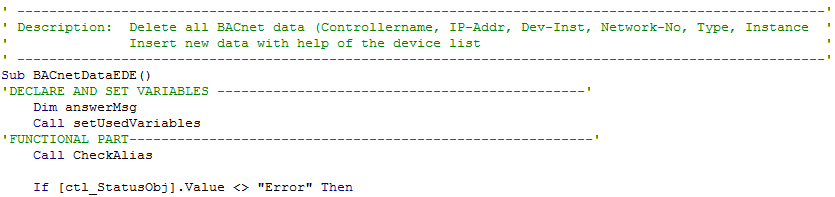 ' -----------------------------------------------------------------------------------------------------'
' Description:  Delete all BACnet data (Controllername, IP-Addr, Dev-Inst, Network-No, Type, Instance  '
'               Insert new data with help of the device list                                           '
' -----------------------------------------------------------------------------------------------------'
Sub BACnetDataEDE()
'DECLARE AND SET VARIABLES ----------------------------------------------'
    Dim answerMsg
    Call setUsedVariables
'FUNCTIONAL PART----------------------------------------------------------'
    Call CheckAlias
    If [ctl_StatusObj].Value <> "Error" Then